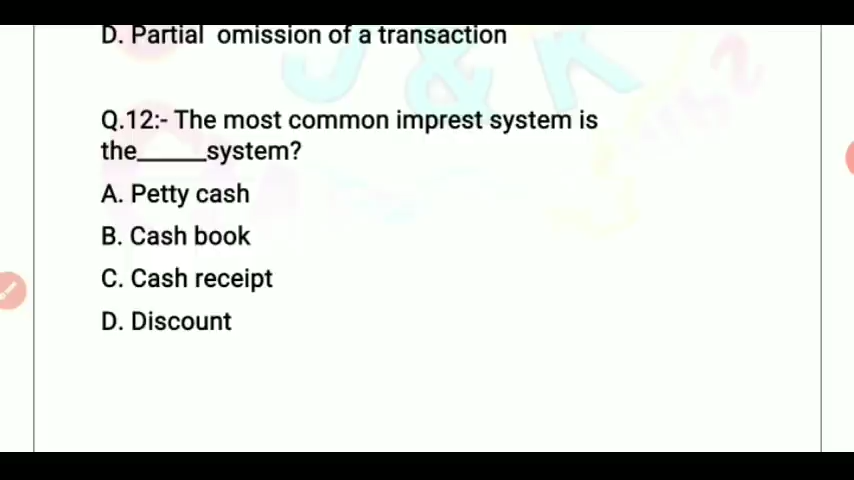 D. Partial omission of a transaction
Q.12:- The most common imprest system is
the______system?
A. Petty cash
B. Cash book
C. Cash receipt
D. Discount
J & K